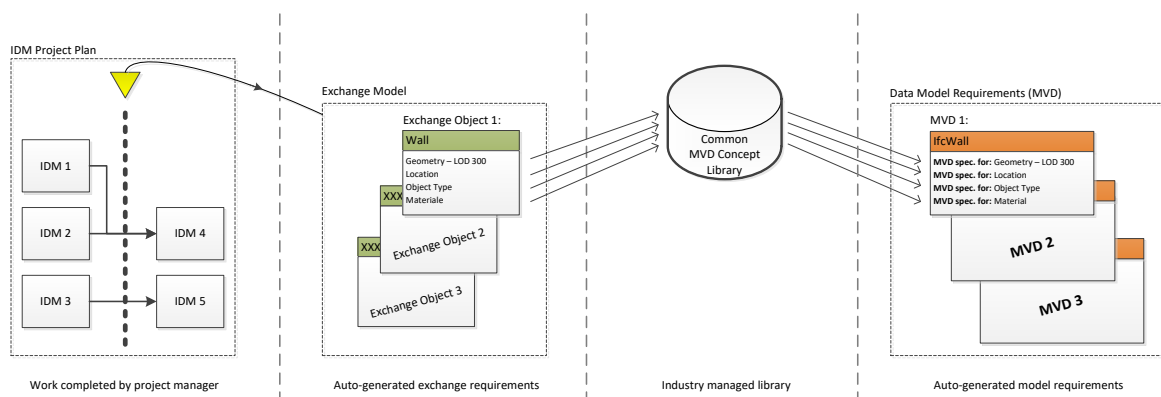 IDM Project Plan
IDM 1
IDM 2
IDM 4
IDM 3
IDM 5
Work completed by project manager
Exchange Model
Exchange Object 1:
Wall
Geometry – LOD 300
Location
Object Type
Materiale
XXX
Exchange Object 2
XXX
Exchange Object 3
Auto-generated exchange requirements
Common
MVD Concept
Library
Industry managed library
Data Model Requirements (MVD)
MVD 1:
IfcWall
MVD spec. for: Geometry – LOD 300
MVD spec. for: Location
MVD spec. for: Object Type
MVD spec. for: Material
MVD 2
MVD 3
Auto-generated model requirements